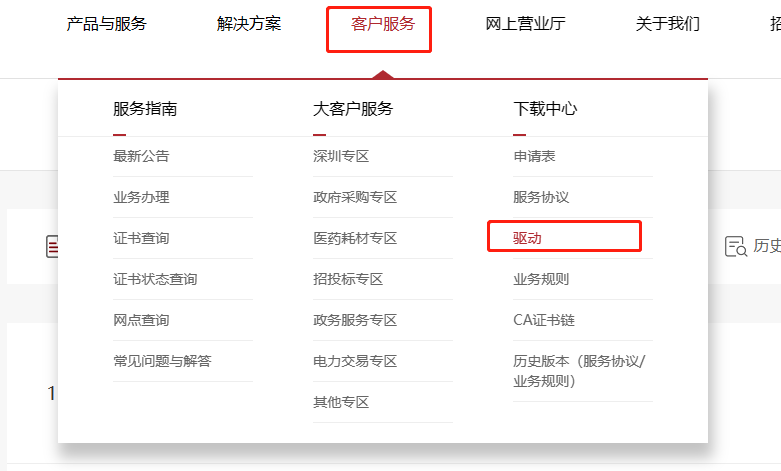 产品与服务
解决方案
客户服务
网上营业厅
关于我们
服务指南
最新公告
业务办理
证书查询
证书状态查询
网点查询
常见问题与解答
大客户服务
深圳专区
政府采购专区
医药耗材专区
招投标专区
政务服务专区
电力交易专区
其他专区
下载中心
申请表
服务协议
驱动
业务规则
CA证书链
历史版本（服务协议/
业务规则）
历史
1